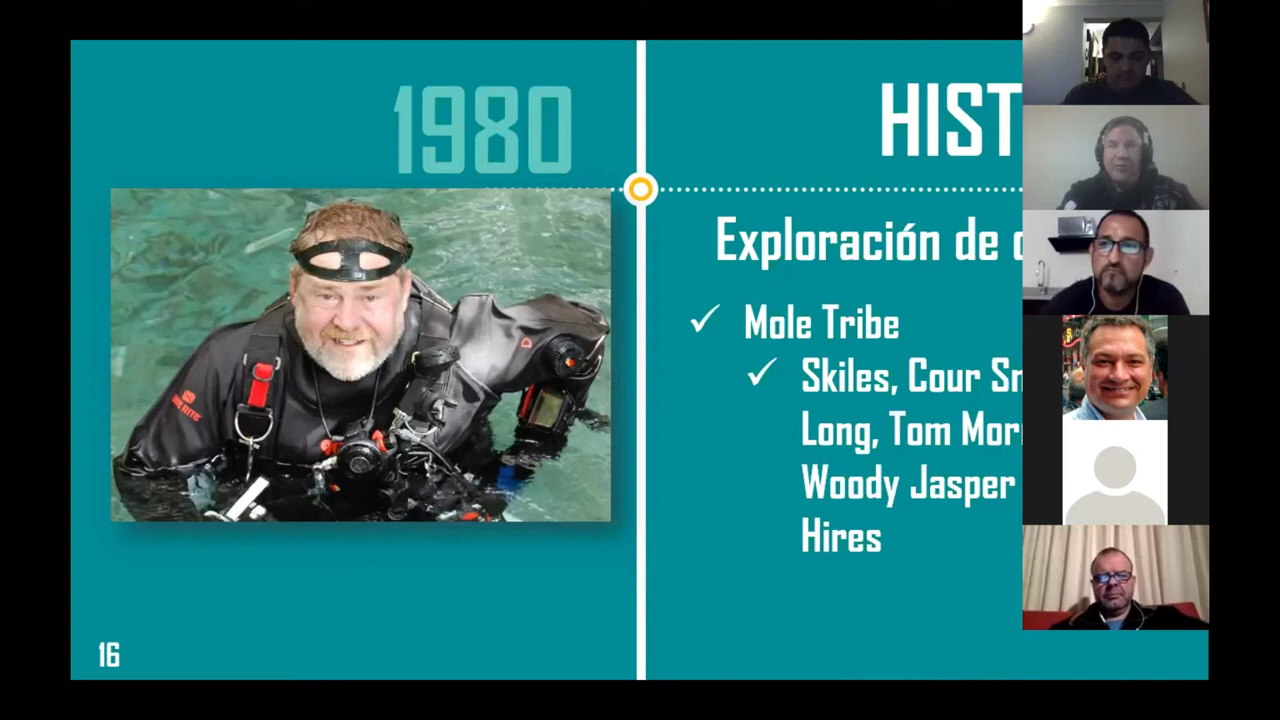 1980
HIST
Exploración de
Mole Tribe
Skiles, Cour
Long, Tom
Woody Jasper
Hires
16